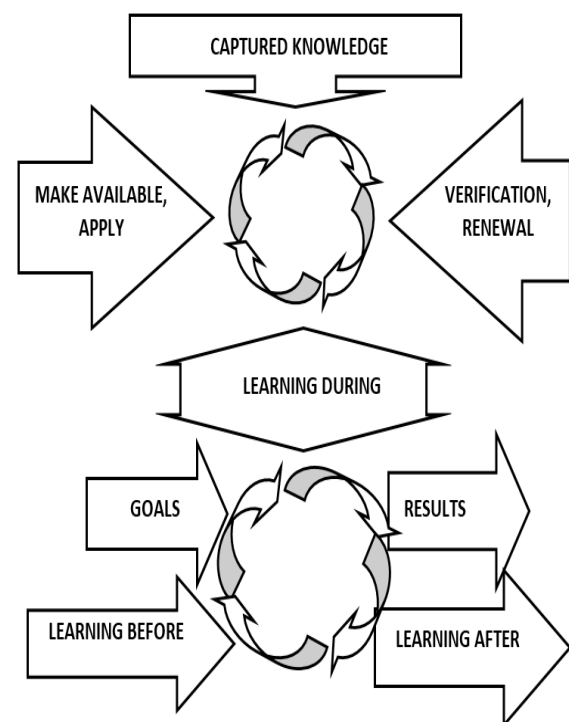 CAPTURED KNOWLEDGE
MAKE AVAILABLE,
APPLY
VERIFICATION,
RENEWAL
LEARNING DURING
GOALS
RESULTS
LEARNING BEFORE
LEARNING AFTER